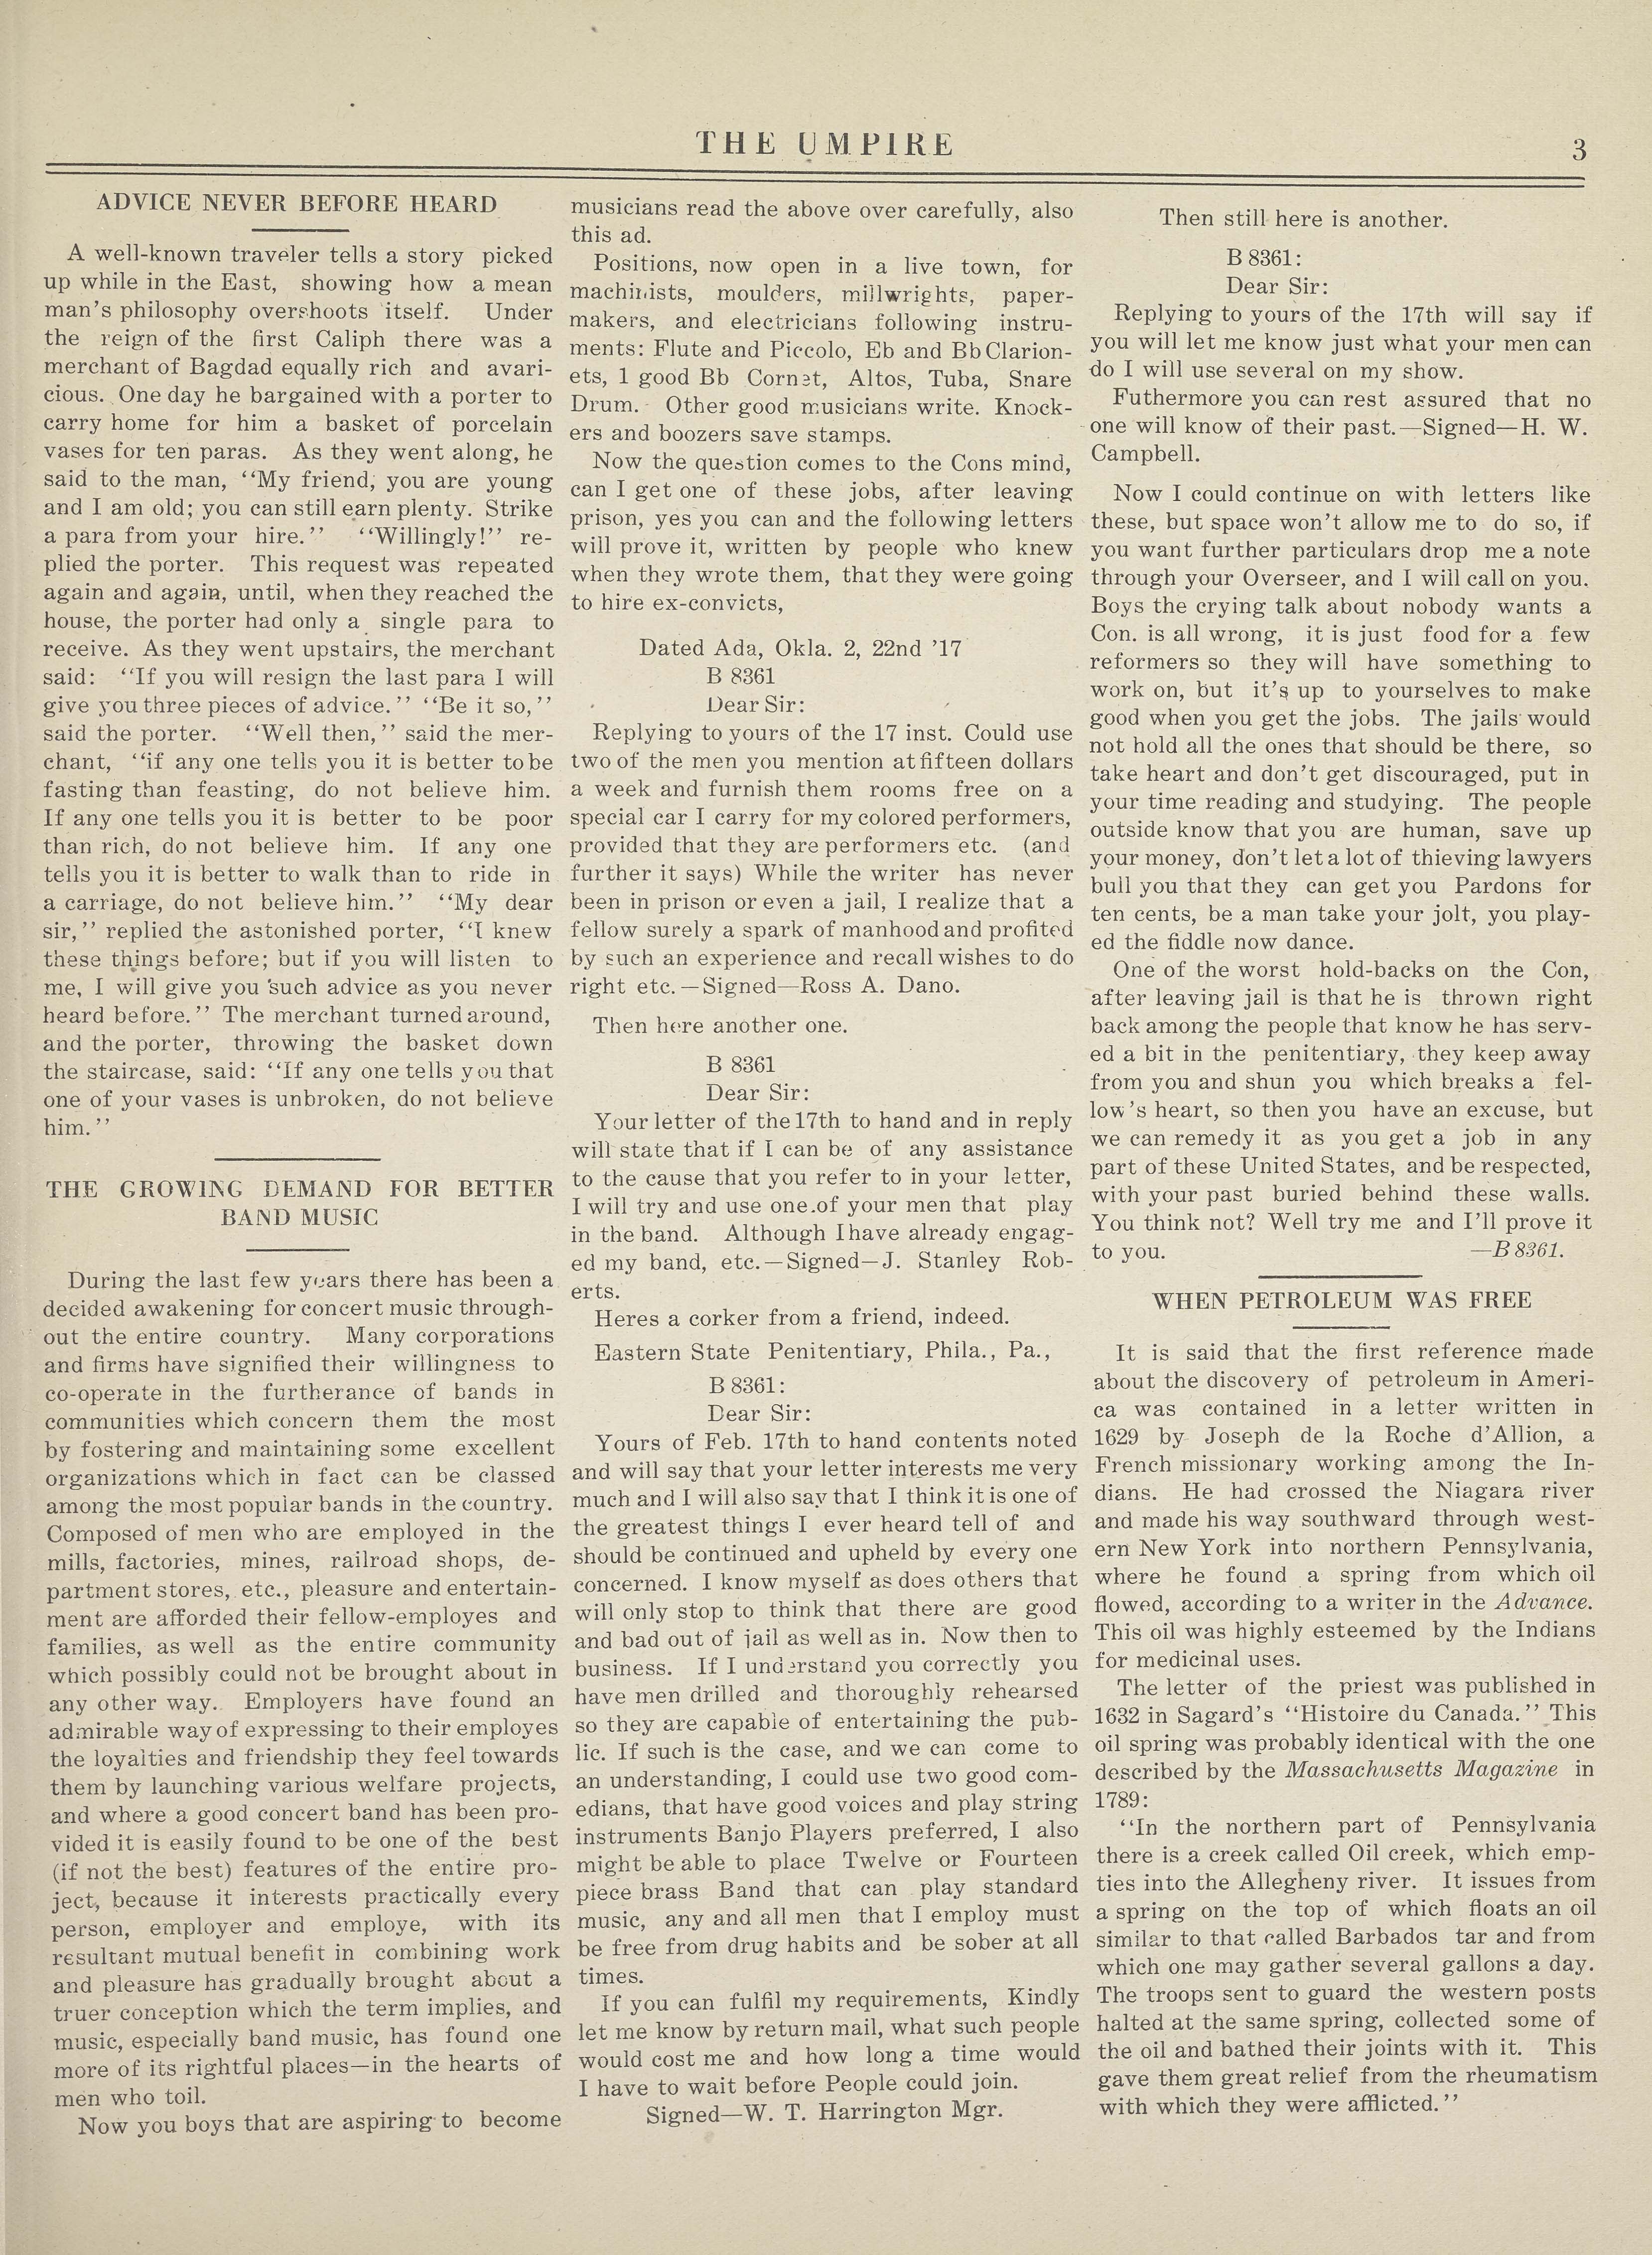 THE UMPIRE
3
ADVICE NEVER BEFORE HEARD
A well-known traveler tells a story picked
up while in the East, showing how a mean
man's philosophy overshoots itself. Under
the reign of the first Caliph there was a
merchant of Bagdad equally rich and avari-
cious. One day he bargained with a porter to
carry home for him a basket of porcelain
vases for ten paras. As they went along, he
said to the man, "My friend, you are young
and I am old; you can still earn plenty. Strike
a para from your hire." "Willingly!" re-
plied the porter. This request was repeated
again and again, until, when they reached the
house, the porter had only a single para to
receive. As they went upstairs, the merchant
said: "If you will resign the last para I will
give you three pieces of advice." "Be it so,"
said the porter. "Well then," said the mer-
chant, "if any one tells you it is better to be
fasting than feasting, do not believe him.
If any one tells you it is better to be poor
than rich, do not believe him. If any one
tells you it is better to walk than to ride in
a carriage, do not believe him." "My dear
sir," replied the astonished porter, "I knew
these things before; but if you will listen to
me, I will give you such advice as you never
heard before." The merchant turned around,
and the porter, throwing the basket down
the staircase, said: "If any one tells you that
one of your vases is unbroken, do not believe
him."
THE GROWING DEMAND FOR BETTER
BAND MUSIC
During the last few years there has been a
decided awakening for concert music through-
out the entire country. Many corporations
and firms have signified their willingness to
co-operate in the furtherance of bands in
communities which concern them the most
by fostering and maintaining some excellent
organizations which in fact can be classed
among the most popular bands in the country.
Composed of men who are employed in the
mills, factories, mines, railroad shops, de-
partment stores, etc., pleasure and entertain-
ment are afforded their fellow-employes and
families, as well as the entire community
which possibly could not be brought about in
any other way. Employers have found an
admirable way of expressing to their employes
the loyalties and friendship they feel towards
them by launching various welfare projects,
and where a good concert band has been pro-
vided it is easily found to be one of the best
(if not the best) features of the entire pro-
ject, because it interests practically every
person, employer and employe, with its
resultant mutual benefit in combining work
and pleasure has gradually brought about a
truer conception which the term implies, and
music, especially band music, has found one
more of its rightful places—in the hearts of
men who toil.
Now you boys that are aspiring to become
musicians read the above over carefully, also
this ad.
Positions, now open in a live town, for
machinists, moulders, millwrights, paper-
makers, and electricians following instru-
ments: Flute and Piccolo, Eb and Bb Clarion-
ets, 1 good Bb Cornet, Altos, Tuba, Snare
Drum. Other good musicians write. Knock-
ers and boozers save stamps.
Now the question comes to the Cons mind,
can I get one of these jobs, after leaving
prison, yes you can and the following letters
will prove it, written by people who knew
when they wrote them, that they were going
to hire ex-convicts,
Dated Ada, Okla. 2, 22nd '17
B 8361
Dear Sir:
Replying to yours of the 17 inst. Could use
two of the men you mention at fifteen dollars
a week and furnish them rooms free on a
special car I carry for my colored performers,
provided that they are performers etc. (and
further it says) While the writer has never
been in prison or even a jail, I realize that a
fellow surely a spark of manhood and profited
by such an experience and recall wishes to do
right etc.—Signed—Ross A. Dano.
Then here another one.
B 8361
Dear Sir:
Your letter of the 17th to hand and in reply
will state that if I can be of any assistance
to the cause that you refer to in your letter,
I will try and use one.of your men that play
in the band. Although I have already engag-
ed my band, etc.—Signed—J. Stanley Rob-
erts.
Heres a corker from a friend, indeed.
Eastern State Penitentiary, Phila., Pa.,
B 8361:
Dear Sir:
Yours of Feb. 17th to hand contents noted
and will say that your letter interests me very
much and I will also say that I think it is one of
the greatest things I ever heard tell of and
should be continued and upheld by every one
concerned. I know myself as does others that
will only stop to think that there are good
and bad out of jail as well as in. Now then to
business. If I understand you correctly you
have men drilled and thoroughly rehearsed
so they are capable of entertaining the pub-
lic. If such is the case, and we can come to
an understanding, I could use two good com-
edians, that have good voices and play string
instruments Banjo Players preferred, I also
might be able to place Twelve or Fourteen
piece brass Band that can play standard
music, any and all men that I employ must
be free from drug habits and be sober at all
times.
If you can fulfil my requirements, Kindly
let me know by return mail, what such people
would cost me and how long a time would
I have to wait before People could join.
Signed—W. T. Harrington Mgr.
Then still here is another.
B 8361:
Dear Sir:
Replying to yours of the 17th will say if
you will let me know just what your men can
do I will use several on my show.
Futhermore you can rest assured that no
one will know of their past.—Signed—H. W.
Campbell.
Now I could continue on with letters like
these, but space won't allow me to do so, if
you want further particulars drop me a note
through your Overseer, and I will call on you.
Boys the crying talk about nobody wants a
Con. is all wrong, it is just food for a few
reformers so they will have something to
work on, but it's up to yourselves to make
good when you get the jobs. The jails would
not hold all the ones that should be there, so
take heart and don't get discouraged, put in
your time reading and studying. The people
outside know that you are human, save up
your money, don't let a lot of thieving lawyers
bull you that they can get you Pardons for
ten cents, be a man take your jolt, you play-
ed the fiddle now dance.
One of the worst hold-backs on the Con,
after leaving jail is that he is thrown right
back among the people that know he has serv-
ed a bit in the penitentiary, they keep away
from you and shun you which breaks a fel-
low's heart, so then you have an excuse, but
we can remedy it as you get a job in any
part of these United States, and be respected,
with your past buried behind these walls.
You think not? Well try me and I'll prove it
to you. —B 8361.
WHEN PETROLEUM WAS FREE
It is said that the first reference made
about the discovery of petroleum in Ameri-
ca was contained in a letter written in
1629 by Joseph de la Roche d'Allion, a
French missionary working among the In-
dians. He had crossed the Niagara river
and made his way southward through west-
ern New York into northern Pennsylvania,
where he found a spring from which oil
flowed, according to a writer in the Advance.
This oil was highly esteemed by the Indians
for medicinal uses.
The letter of the priest was published in
1632 in Sagard's "Histoire du Canada." This
oil spring was probably identical with the one
described by the Massachusetts Magazine in
1789:
"In the northern part of Pennsylvania
there is a creek called Oil creek, which emp-
ties into the Allegheny river. It issues from
a spring on the top of which floats an oil
similar to that called Barbados tar and from
which one may gather several gallons a day.
The troops sent to guard the western posts
halted at the same spring, collected some of
the oil and bathed their joints with it. This
gave them great relief from the rheumatism
with which they were afflicted."